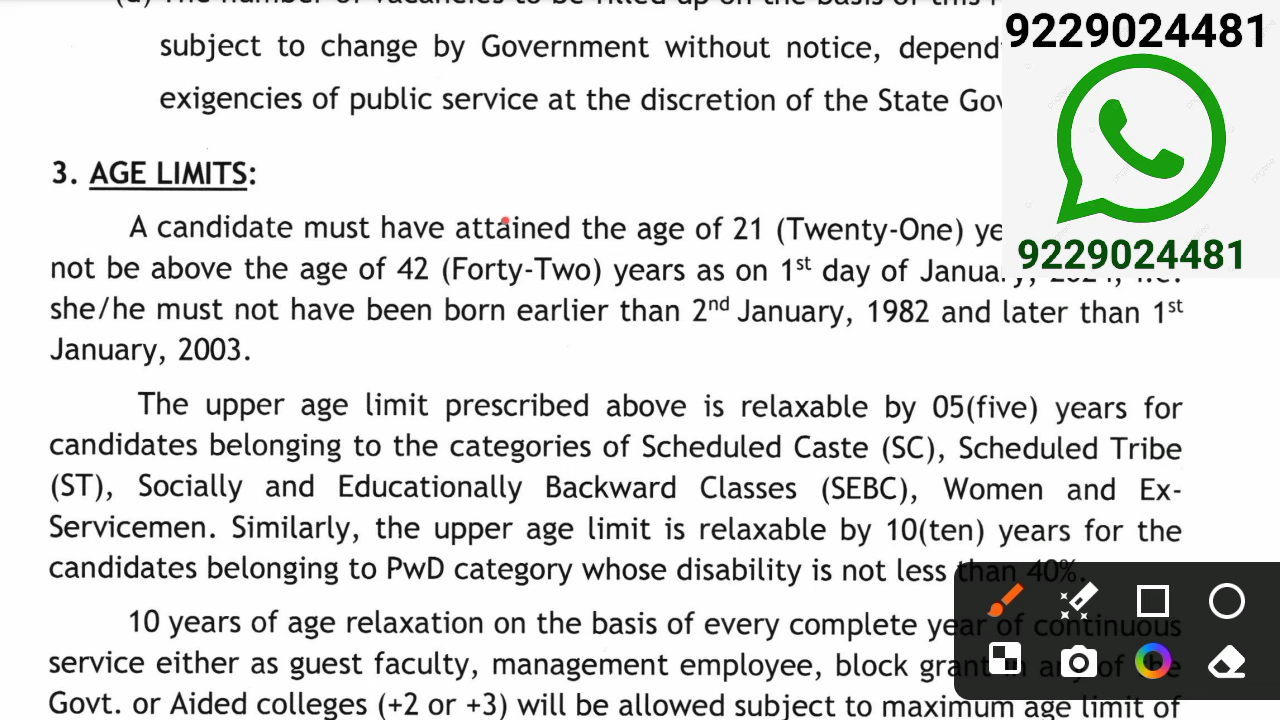 subject to change by Government without notice,
exigencies of public service at the discretion of the State
9229024481
9229024481
3. AGE LIMITS:
A candidate must have attained the age of 21 (Twenty-One)
not be above the age of 42 (Forty-Two) years as on 1st day of
she/he must not have been born earlier than 2nd January, 1982 and later than 1st
January, 2003.
The upper age limit prescribed above is relaxable by 05(five) years for
candidates belonging to the categories of Scheduled Caste (SC), Scheduled Tribe
(ST), Socially and Educationally Backward Classes (SEBC), Women and Ex-
Servicemen. Similarly, the upper age limit is relaxable by 10(ten) years for the
candidates belonging to PwD category whose disability is not less than 40%.
10 years of age relaxation on the basis of every complete year of continuous
service either as guest faculty, management employee, block grant in any of the
Govt. or Aided colleges (+2 or +3) will be allowed subject to maximum age limit of